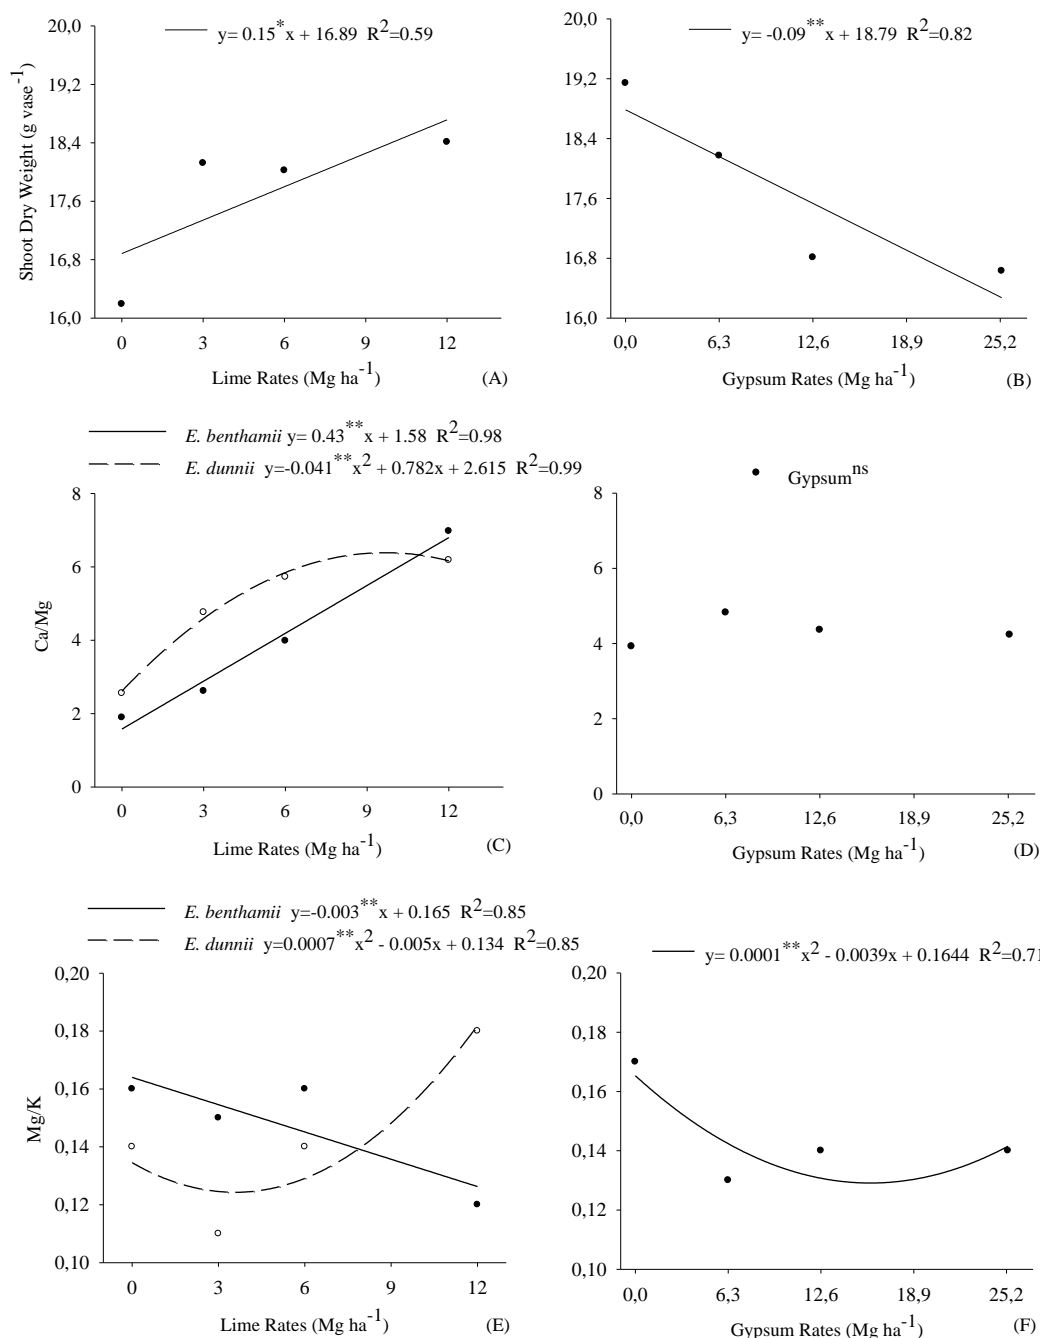 y= 0.15*x + 16.89 R²=0.59
20,0
19,2
18,4
17,6
16,8
16,0
Shoot Dry Weight (g vase⁻¹)
0 3 6 9 12
Lime Rates (Mg ha⁻¹)
(A)
y= -0.09**x + 18.79 R²=0.82
20,0
19,2
18,4
17,6
16,8
16,0
0,0 6,3 12,6 18,9 25,2
Gypsum Rates (Mg ha⁻¹)
(B)
E. benthamii y= 0.43**x + 1.58 R²=0.98
E. dunnii y=-0.041**x² + 0.782x + 2.615 R²=0.99
8
6
4
2
0
Ca/Mg
0 3 6 9 12
Lime Rates (Mg ha⁻¹)
(C)
Gypsumⁿˢ
8
6
4
2
0
0,0 6,3 12,6 18,9 25,2
Gypsum Rates (Mg ha⁻¹)
(D)
E. benthamii y=-0.003**x + 0.165 R²=0.85
E. dunnii y=0.0007**x² - 0.005x + 0.134 R²=0.85
0,20
0,18
0,16
0,14
0,12
0,10
Mg/K
0 3 6 9 12
Lime Rates (Mg ha⁻¹)
(E)
y= 0.0001**x² - 0.0039x + 0.1644 R²=0.71
0,20
0,18
0,16
0,14
0,12
0,10
0,0 6,3 12,6 18,9 25,2
Gypsum Rates (Mg ha⁻¹)
(F)